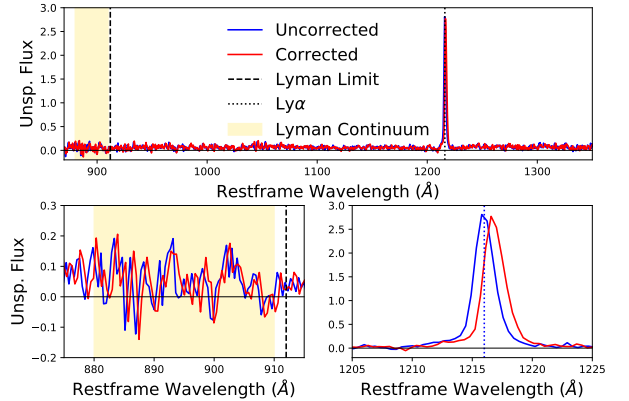 3.0
2.5
2.0
1.5
1.0
0.5
0.0
Unsp. Flux
Uncorrected
Corrected
Lyman Limit
Lyα
Lyman Continuum
900 1000 1100 1200 1300
Restframe Wavelength (Å)
0.3
0.2
0.1
0.0
−0.1
−0.2
Unsp. Flux
880 890 900 910
Restframe Wavelength (Å)
3.0
2.5
2.0
1.5
1.0
0.5
0.0
1205 1210 1215 1220 1225
Restframe Wavelength (Å)